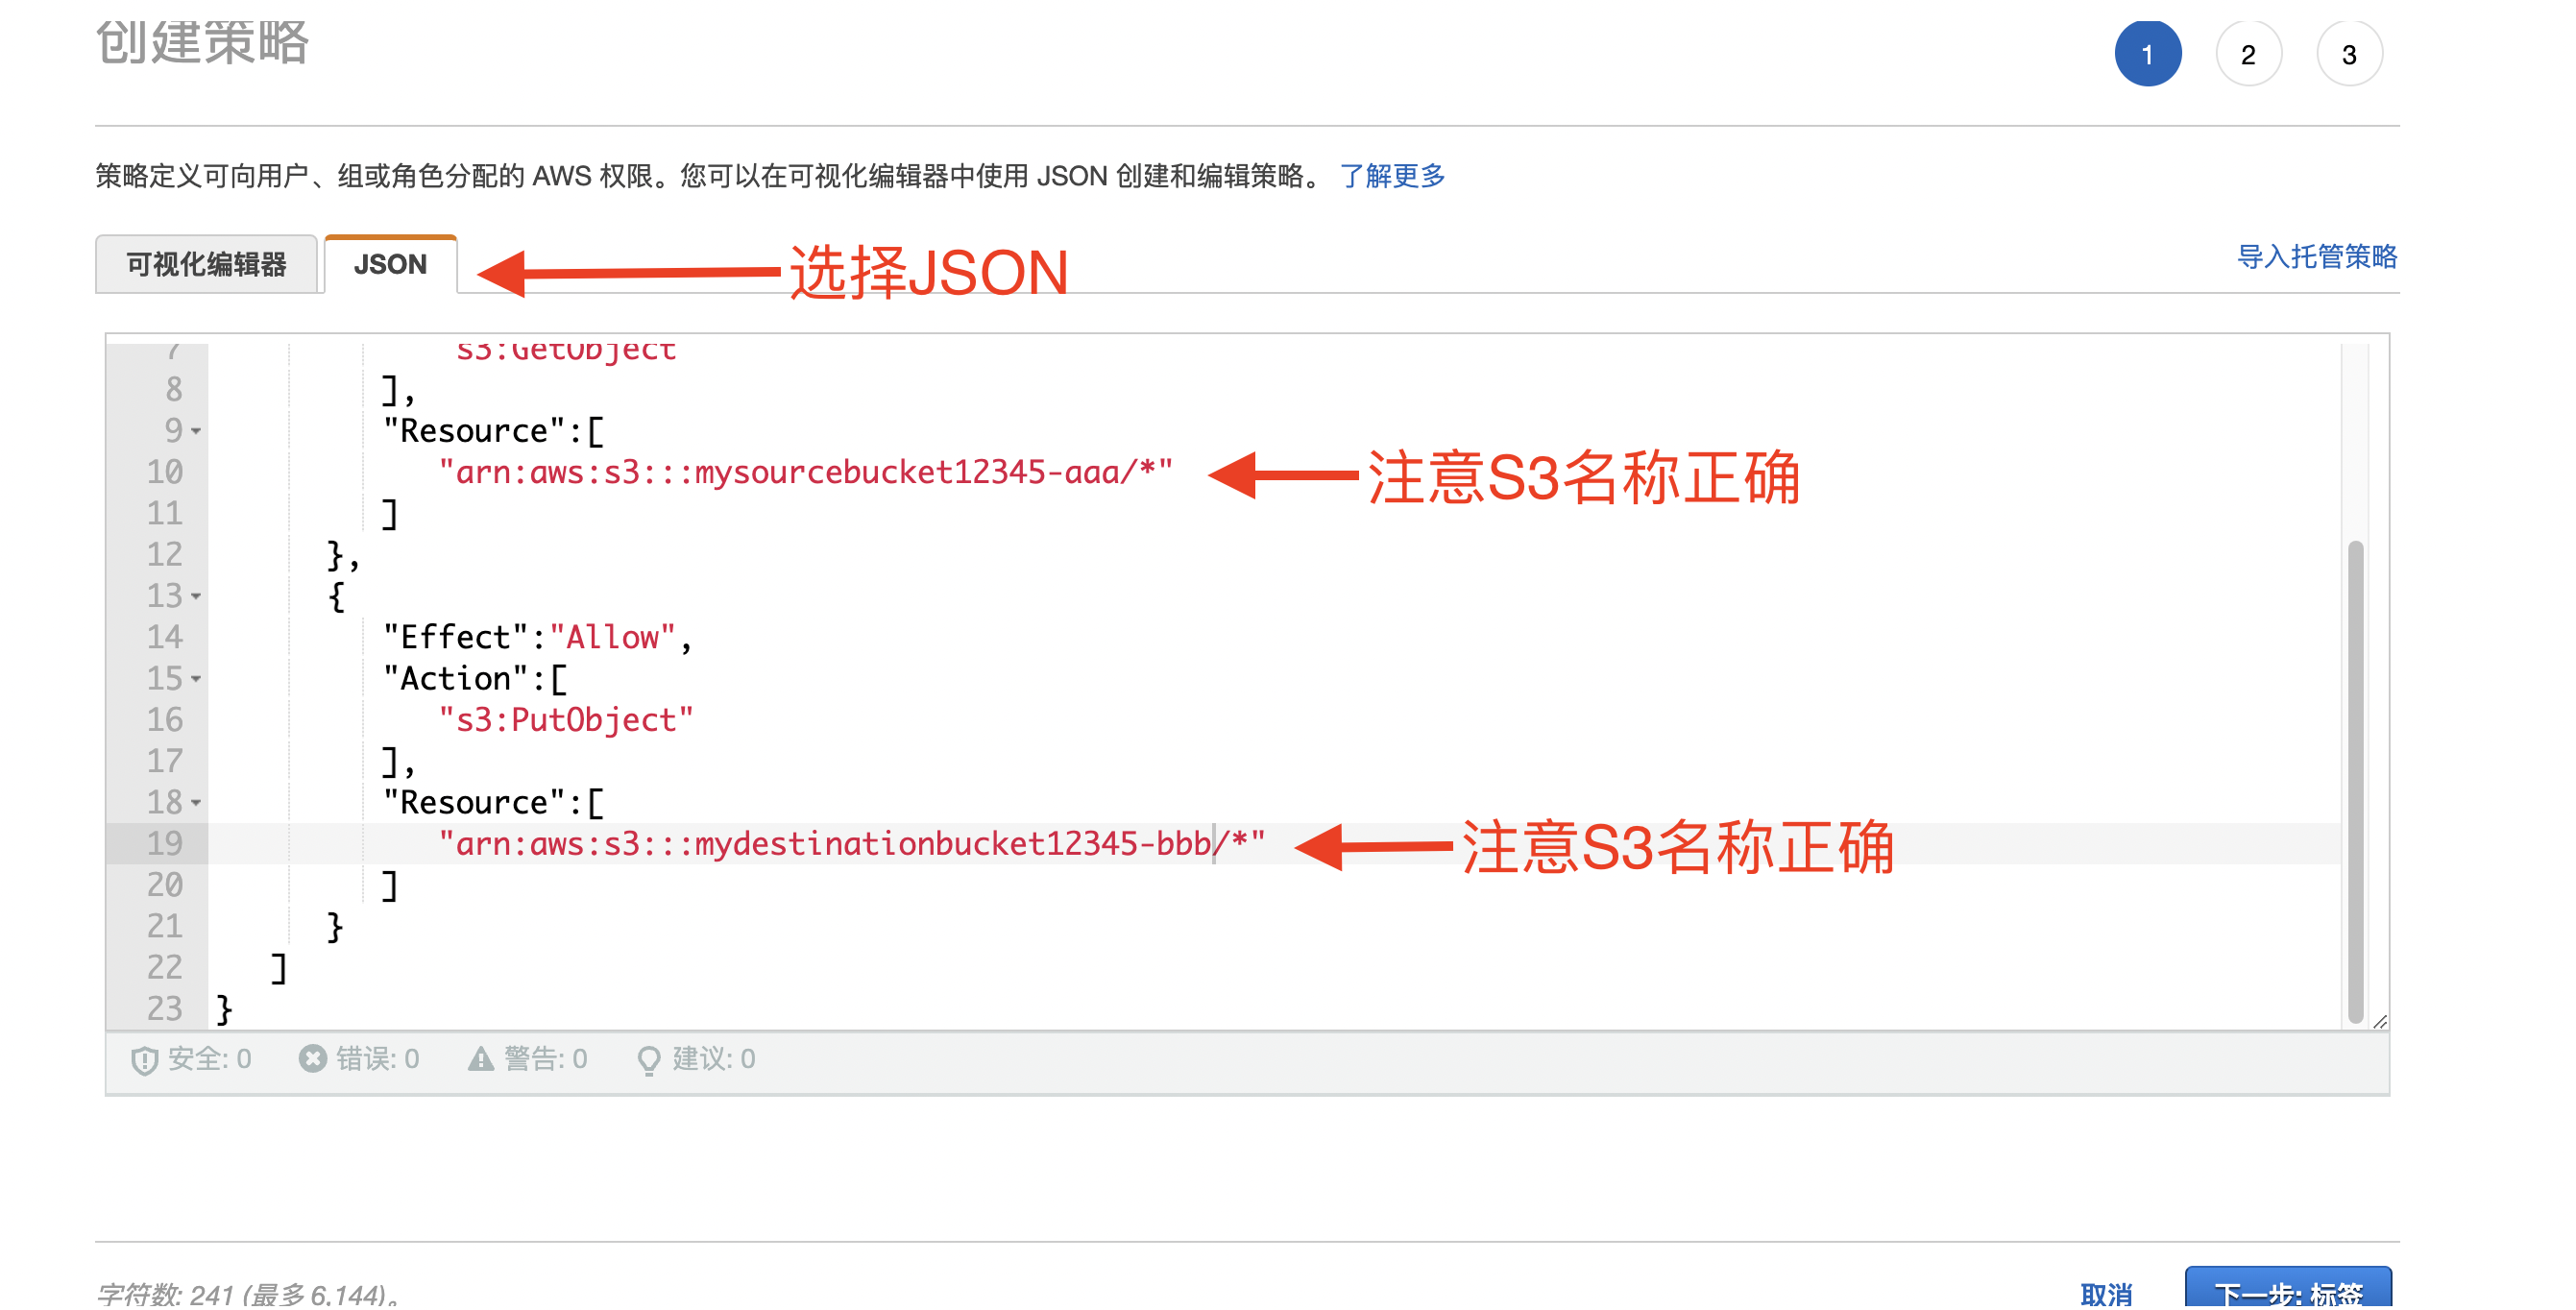 创建策略
1 2 3
策略定义可向用户、组或角色分配的 AWS 权限。您可以在可视化编辑器中使用 JSON 创建和编辑策略。 了解更多
可视化编辑器 JSON 选择JSON 导入托管策略
7 s3:GetObject
8 ],
9 "Resource":[
10 "arn:aws:s3:::mysourcebucket12345-aaa/*" 注意S3名称正确
11 ]
12 },
13 {
14 "Effect":"Allow",
15 "Action":[
16 "s3:PutObject"
17 ],
18 "Resource":[
19 "arn:aws:s3:::mydestinationbucket12345-bbb/*" 注意S3名称正确
20 ]
21 }
22 ]
23 }
安全: 0 错误: 0 警告: 0 建议: 0
字符数: 241 (最多 6,144)。 取消 下一步: 标签